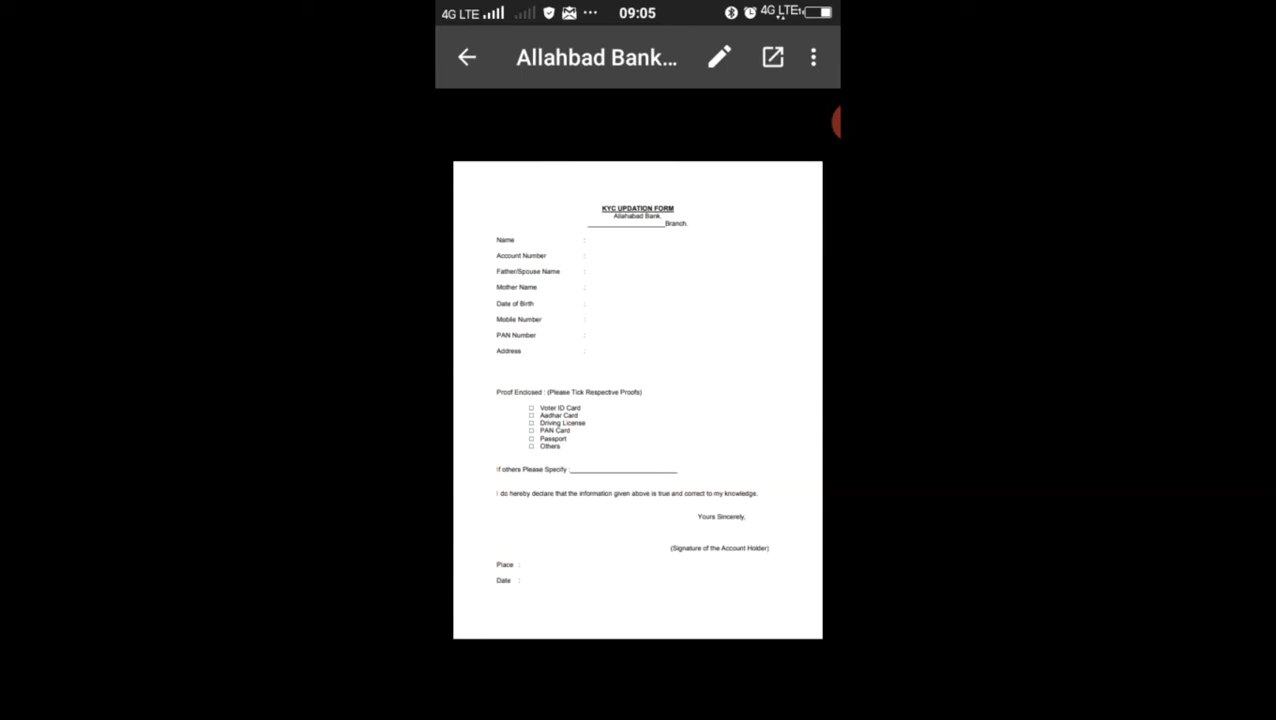 4G LTE ... 09:05 4G LTE
Allahbad Bank...
KYC UPDATION FORM
Allahabad Bank,
____________________Branch.
Name :
Account Number :
Father/Spouse Name :
Mother Name :
Date of Birth :
Mobile Number :
PAN Number :
Address :
Proof Enclosed : (Please Tick Respective Proofs)
☐ Voter ID Card
☐ Aadhar Card
☐ Driving License
☐ PAN Card
☐ Passport
☐ Others
If others Please Specify :____________________________
I do hereby declare that the information given above is true and correct to my knowledge.
Yours Sincerely,
(Signature of the Account Holder)
Place :
Date :